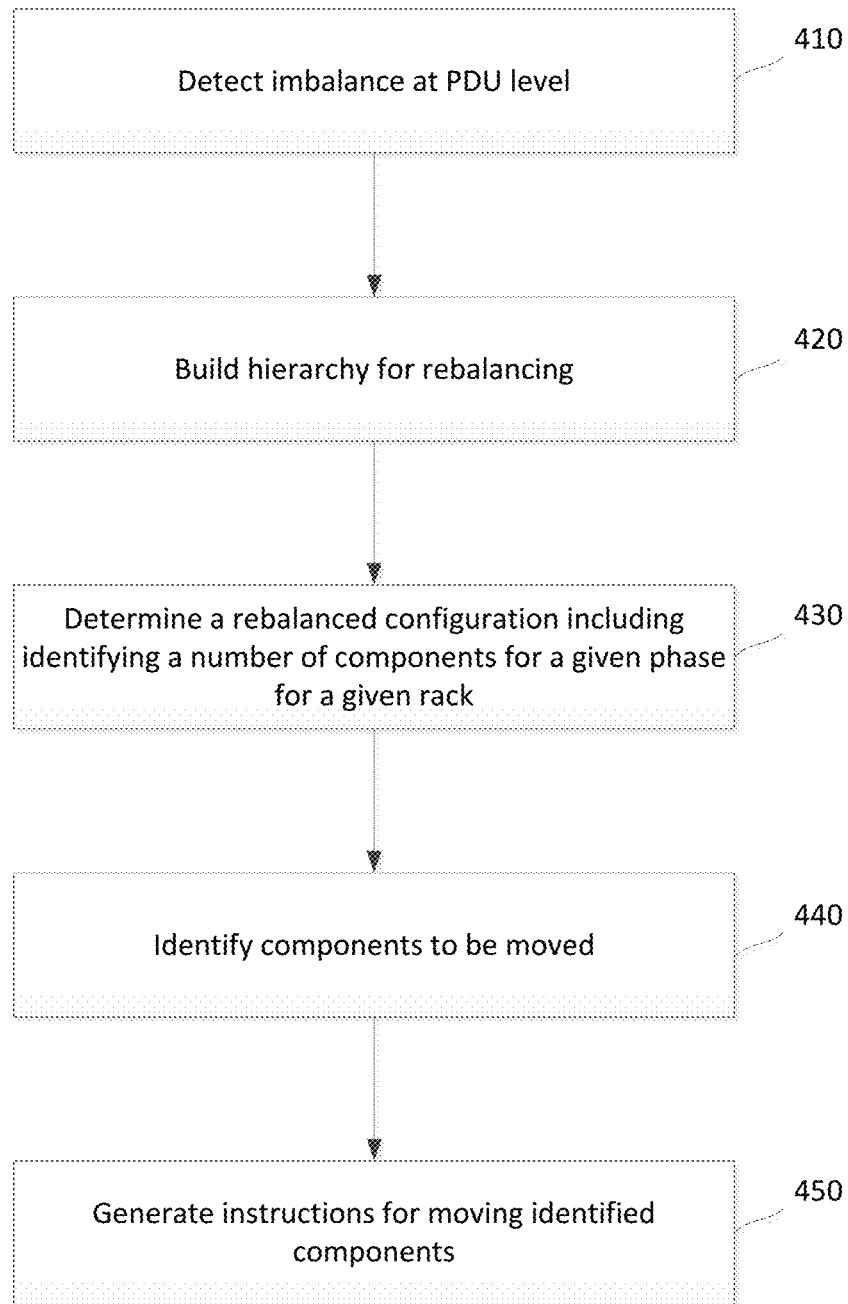 410
Detect imbalance at PDU level
420
Build hierarchy for rebalancing
430
Determine a rebalanced configuration including
identifying a number of components for a given phase
for a given rack
440
Identify components to be moved
450
Generate instructions for moving identified
components